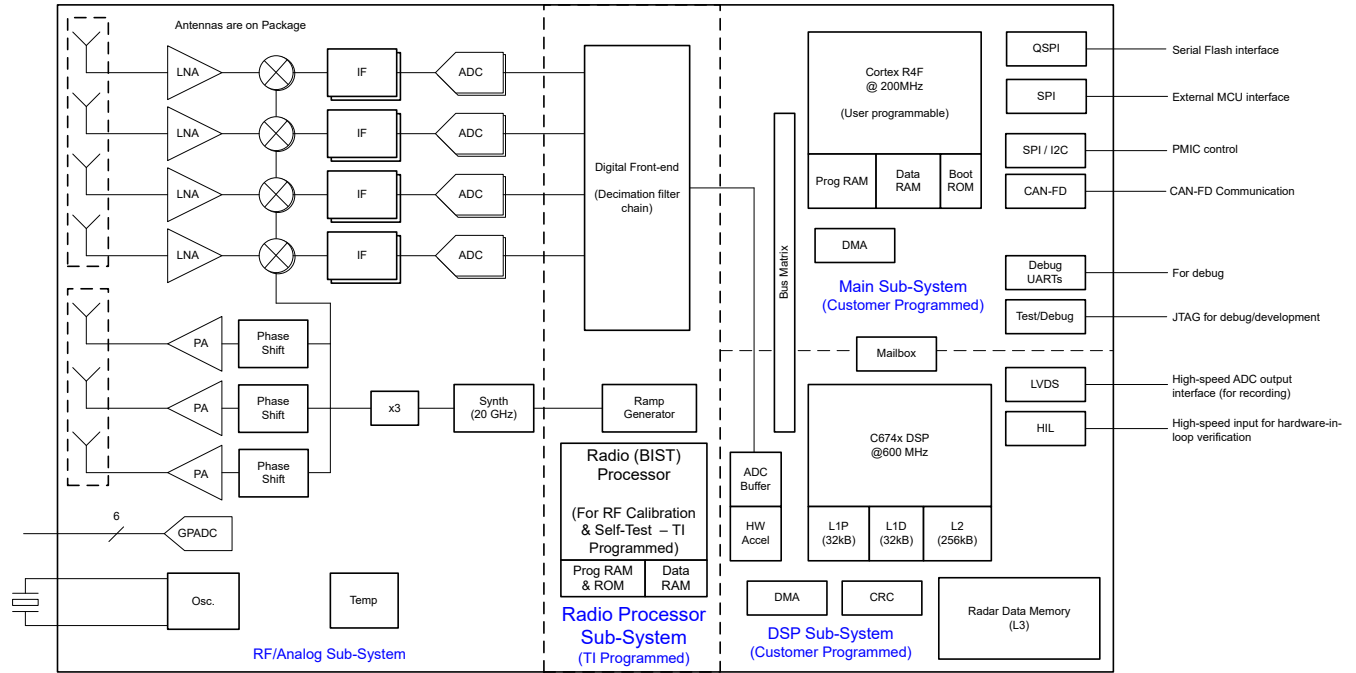 Antennas are on Package
LNA
IF
ADC
LNA
IF
ADC
LNA
IF
ADC
LNA
IF
ADC
PA
Phase
Shift
PA
Phase
Shift
PA
Phase
Shift
x3
Synth
(20 GHz)
6
GPADC
Osc.
Temp
RF/Analog Sub-System
Digital Front-end
(Decimation filter
chain)
Ramp
Generator
Radio (BIST)
Processor
(For RF Calibration
& Self-Test – TI
Programmed)
Prog RAM
& ROM
Data
RAM
Radio Processor
Sub-System
(TI Programmed)
Bus Matrix
Cortex R4F
@ 200MHz
(User programmable)
Prog RAM
Data
RAM
Boot
ROM
DMA
Main Sub-System
(Customer Programmed)
QSPI
Serial Flash interface
SPI
External MCU interface
SPI / I2C
PMIC control
CAN-FD
CAN-FD Communication
Debug
UARTs
For debug
Test/Debug
JTAG for debug/development
Mailbox
LVDS
High-speed ADC output
interface (for recording)
HIL
High-speed input for hardware-in-
loop verification
C674x DSP
@600 MHz
L1P
(32kB)
L1D
(32kB)
L2
(256kB)
ADC
Buffer
HW
Accel
DMA
CRC
Radar Data Memory
(L3)
DSP Sub-System
(Customer Programmed)